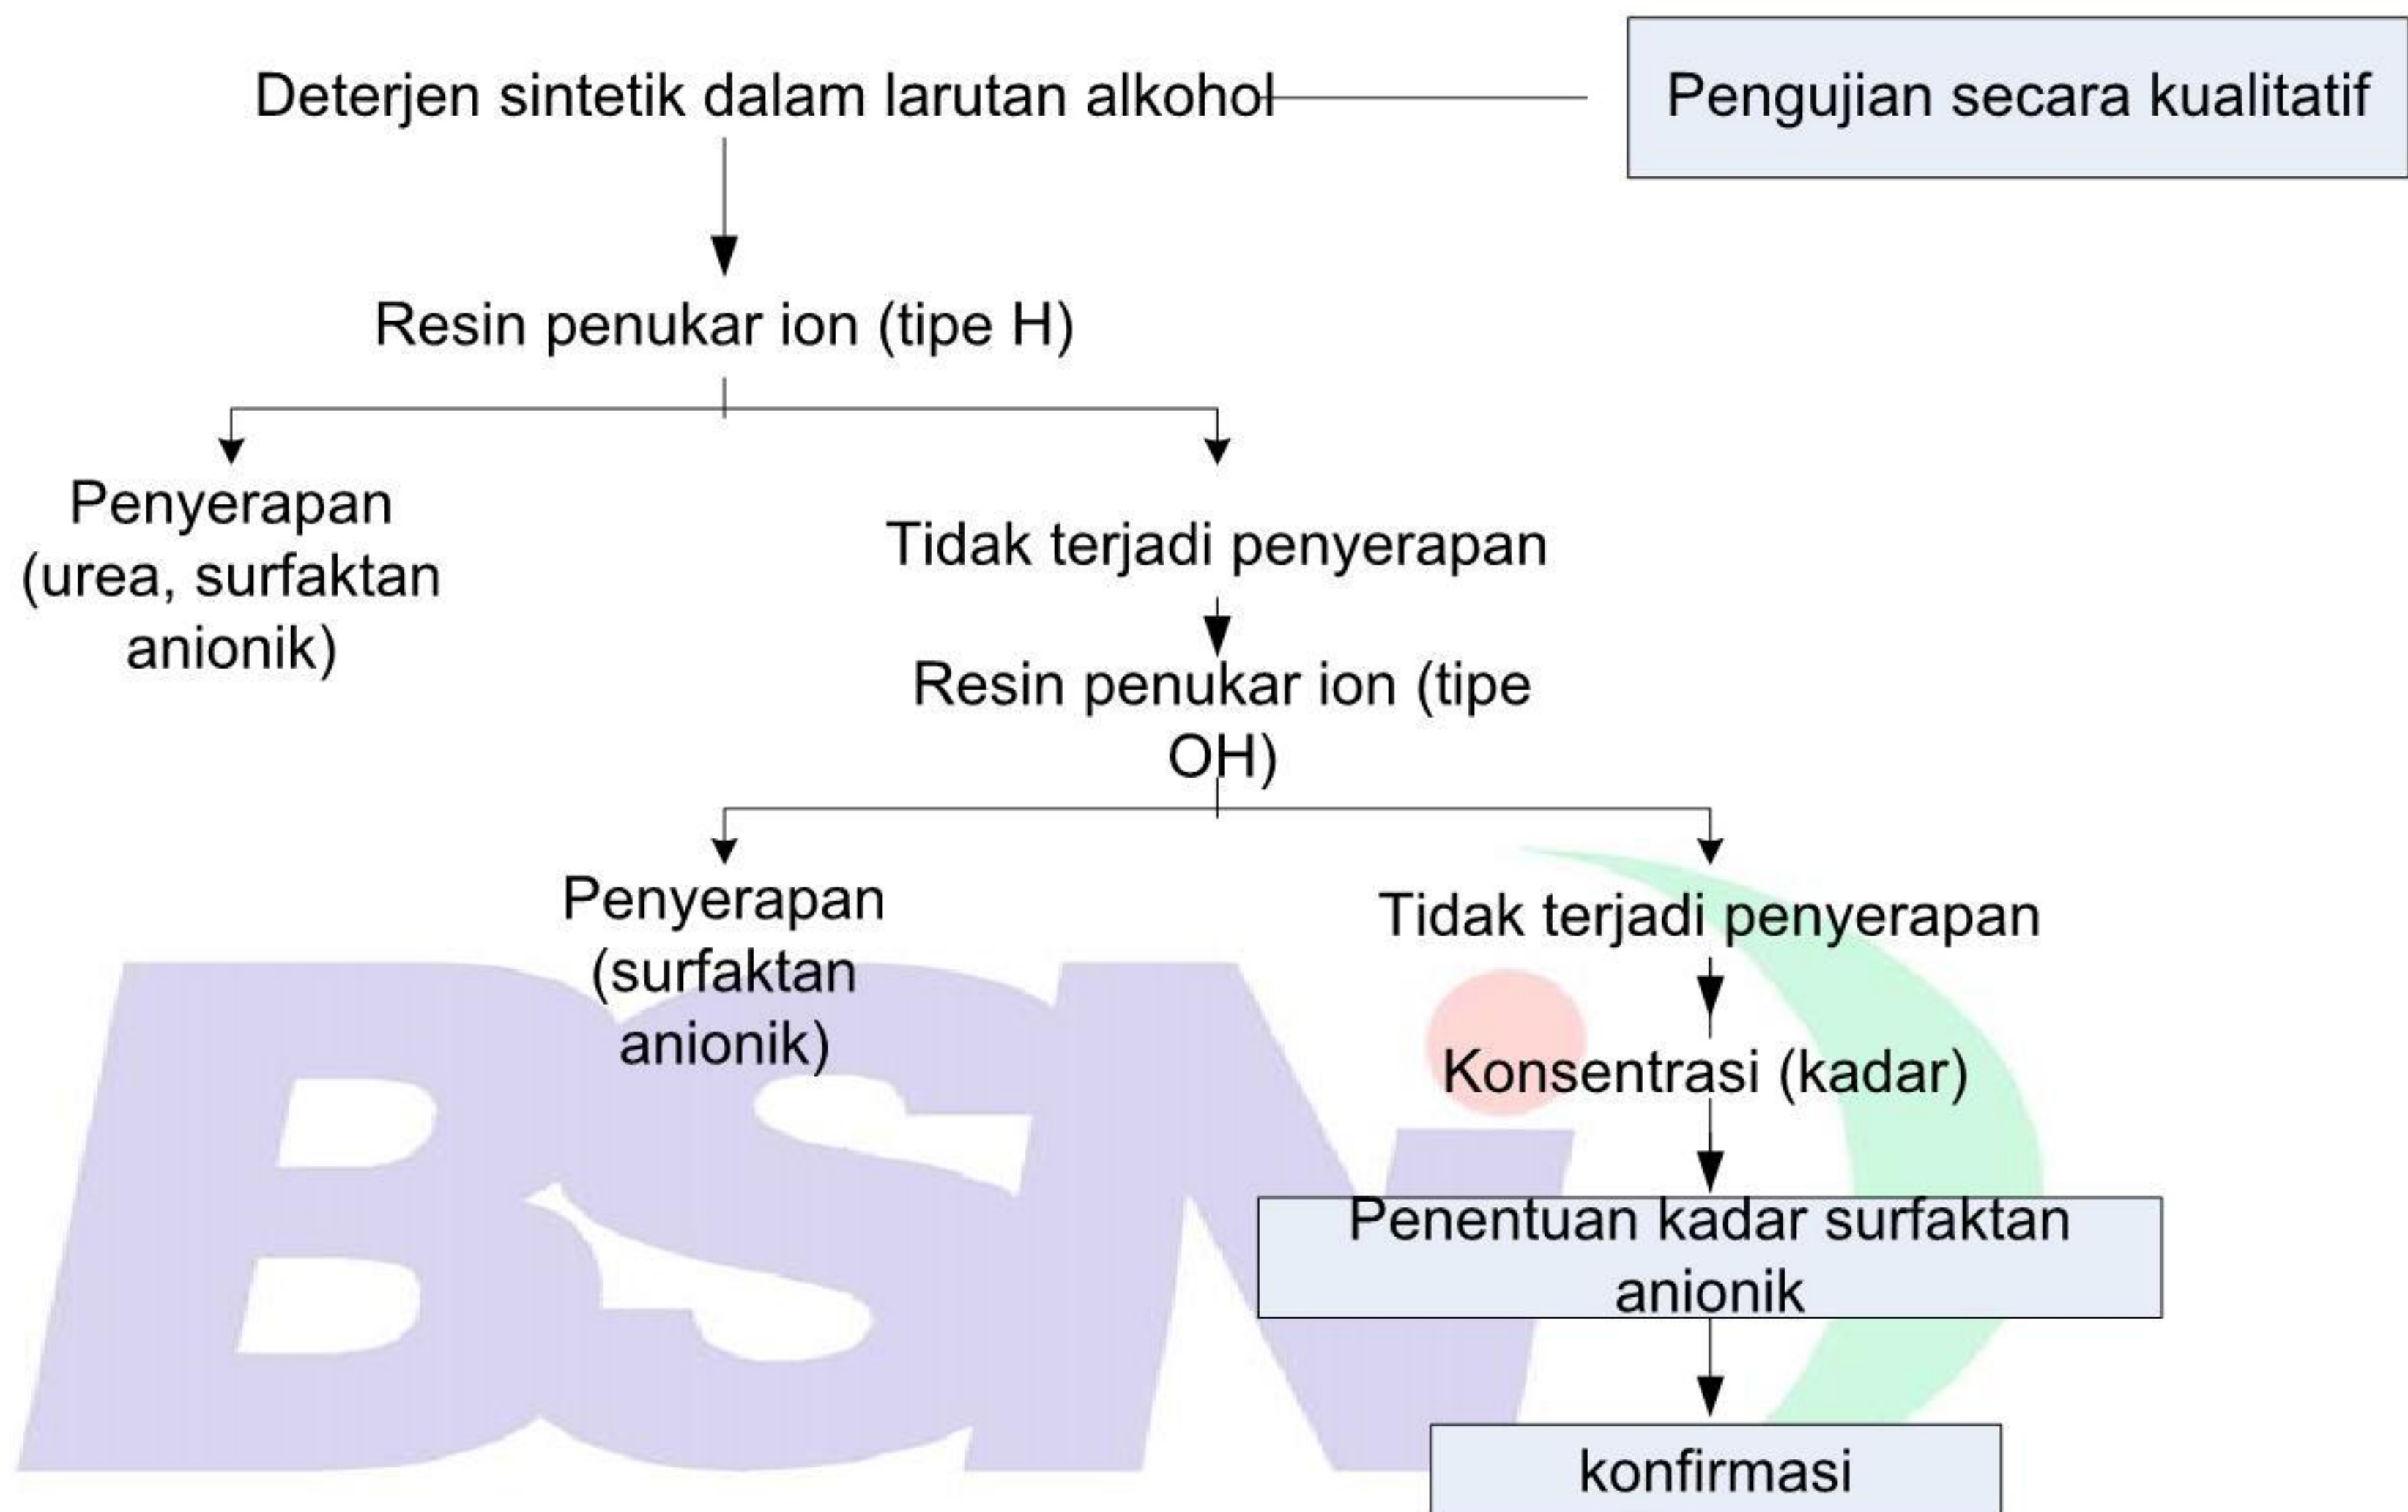 Deterjen sintetik dalam larutan alkohol
Pengujian secara kualitatif
Resin penukar ion (tipe H)
Penyerapan
(urea, surfaktan
anionik)
Tidak terjadi penyerapan
Resin penukar ion (tipe
OH)
Penyerapan
(surfaktan
anionik)
Tidak terjadi penyerapan
Konsentrasi (kadar)
Penentuan kadar surfaktan
anionik
konfirmasi
BSNi